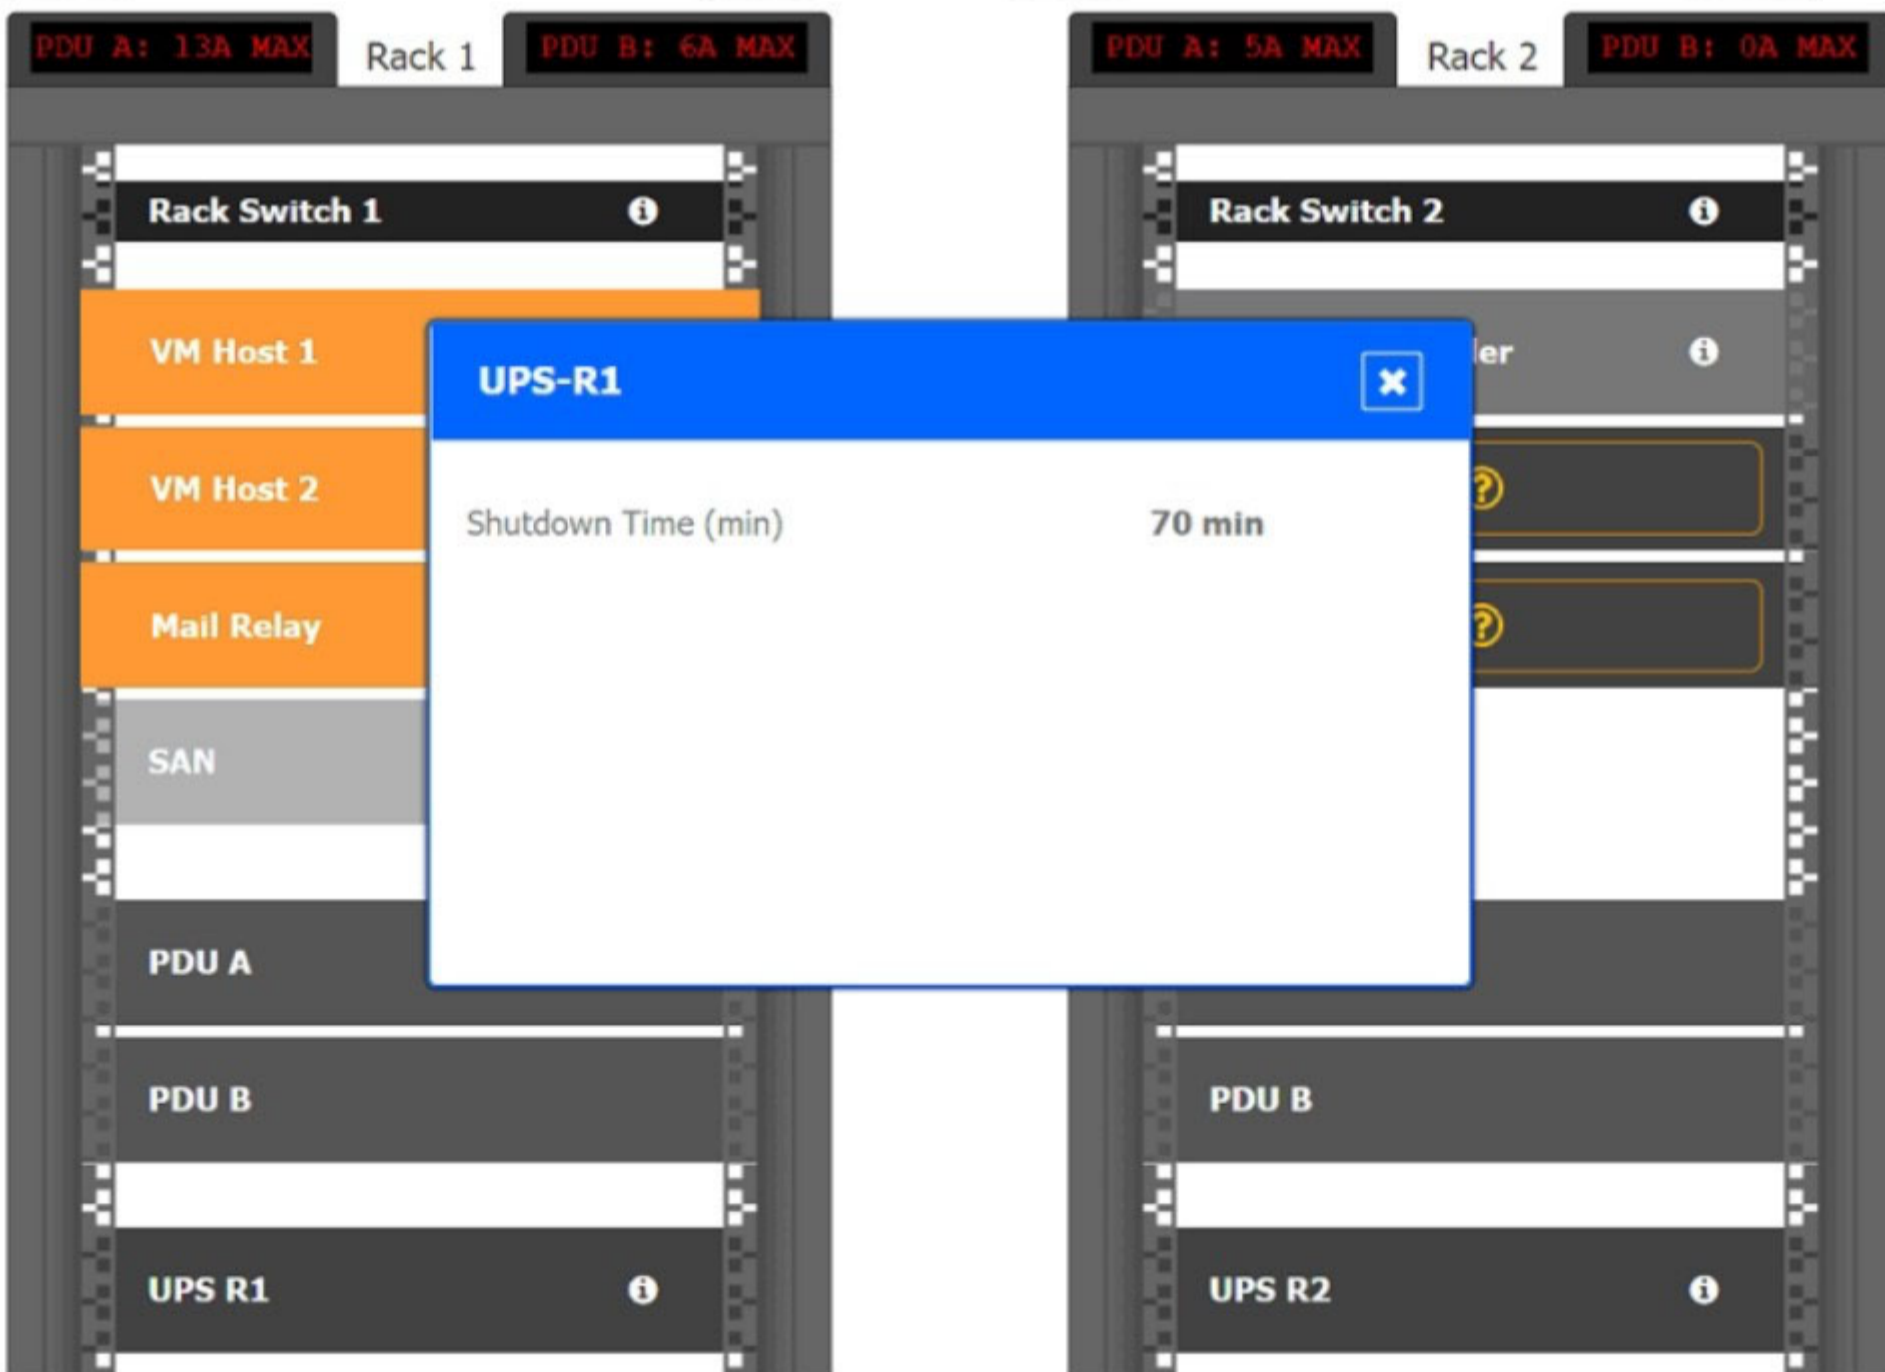 PDU A: 13A MAX
Rack 1
PDU B: 6A MAX
PDU A: 5A MAX
Rack 2
PDU B: 0A MAX
Rack Switch 1
Rack Switch 2
VM Host 1
VM Host 2
Mail Relay
SAN
PDU A
PDU B
UPS R1
UPS-R1
Shutdown Time (min) 70 min
ler
PDU B
UPS R2